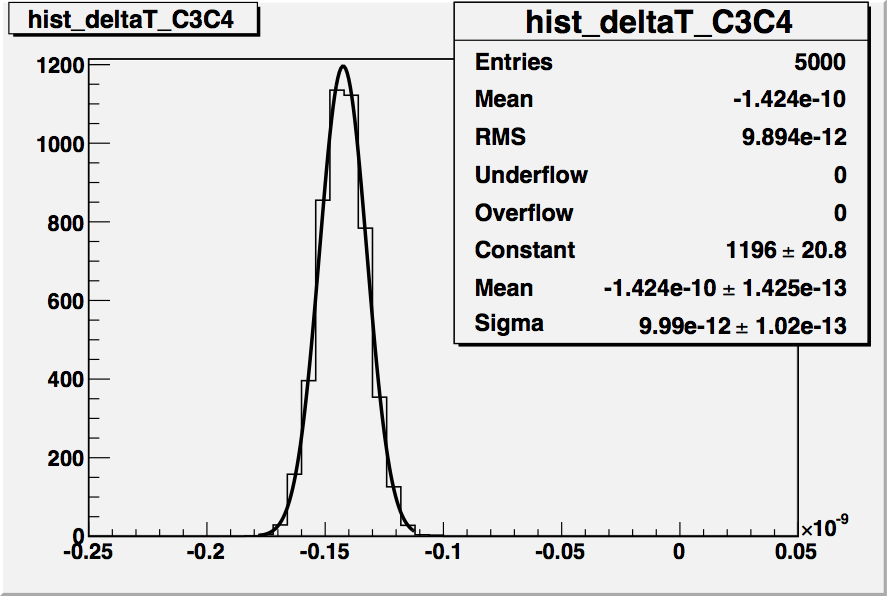 hist_deltaT_C3C4
hist_deltaT_C3C4
Entries 5000
Mean -1.424e-10
RMS 9.894e-12
Underflow 0
Overflow 0
Constant 1196 ± 20.8
Mean -1.424e-10 ± 1.425e-13
Sigma 9.99e-12 ± 1.02e-13
1200
1000
800
600
400
200
0
-0.25 -0.2 -0.15 -0.1 -0.05 0 0.05
×10⁻⁹